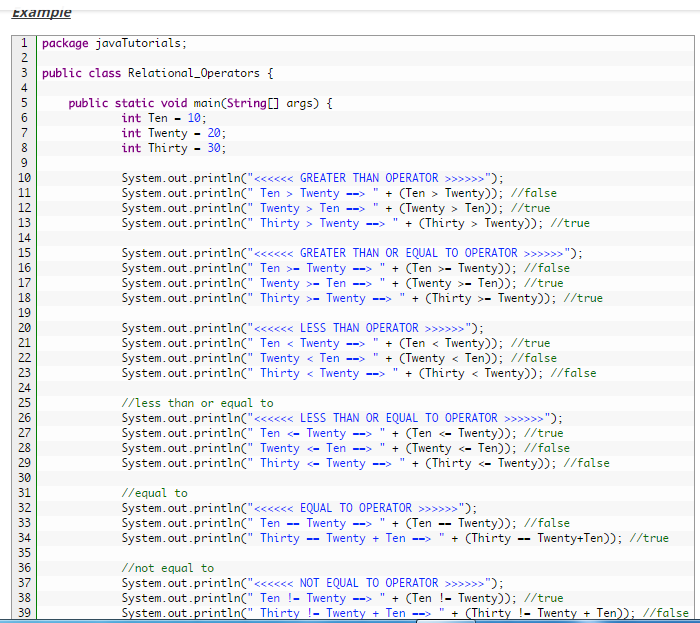 Example
1 package javaTutorials;
2
3 public class Relational_Operators {
4
5 public static void main(String[] args) {
6 int Ten = 10;
7 int Twenty = 20;
8 int Thirty = 30;
9
10 System.out.println("<<<<<< GREATER THAN OPERATOR >>>>>>");
11 System.out.println(" Ten > Twenty ==> " + (Ten > Twenty)); //false
12 System.out.println(" Twenty > Ten ==> " + (Twenty > Ten)); //true
13 System.out.println(" Thirty > Twenty ==> " + (Thirty > Twenty)); //true
14
15 System.out.println("<<<<<< GREATER THAN OR EQUAL TO OPERATOR >>>>>>");
16 System.out.println(" Ten >= Twenty ==> " + (Ten >= Twenty)); //false
17 System.out.println(" Twenty >= Ten ==> " + (Twenty >= Ten)); //true
18 System.out.println(" Thirty >= Twenty ==> " + (Thirty >= Twenty)); //true
19
20 System.out.println("<<<<<< LESS THAN OPERATOR >>>>>>");
21 System.out.println(" Ten < Twenty ==> " + (Ten < Twenty)); //true
22 System.out.println(" Twenty < Ten ==> " + (Twenty < Ten)); //false
23 System.out.println(" Thirty < Twenty ==> " + (Thirty < Twenty)); //false
24
25 //less than or equal to
26 System.out.println("<<<<<< LESS THAN OR EQUAL TO OPERATOR >>>>>>");
27 System.out.println(" Ten <= Twenty ==> " + (Ten <= Twenty)); //true
28 System.out.println(" Twenty <= Ten ==> " + (Twenty <= Ten)); //false
29 System.out.println(" Thirty <= Twenty ==> " + (Thirty <= Twenty)); //false
30
31 //equal to
32 System.out.println("<<<<<< EQUAL TO OPERATOR >>>>>>");
33 System.out.println(" Ten == Twenty ==> " + (Ten == Twenty)); //false
34 System.out.println(" Thirty == Twenty + Ten ==> " + (Thirty == Twenty+Ten)); //true
35
36 //not equal to
37 System.out.println("<<<<<< NOT EQUAL TO OPERATOR >>>>>>");
38 System.out.println(" Ten != Twenty ==> " + (Ten != Twenty)); //true
39 System.out.println(" Thirty != Twenty + Ten ==> " + (Thirty != Twenty + Ten)); //false